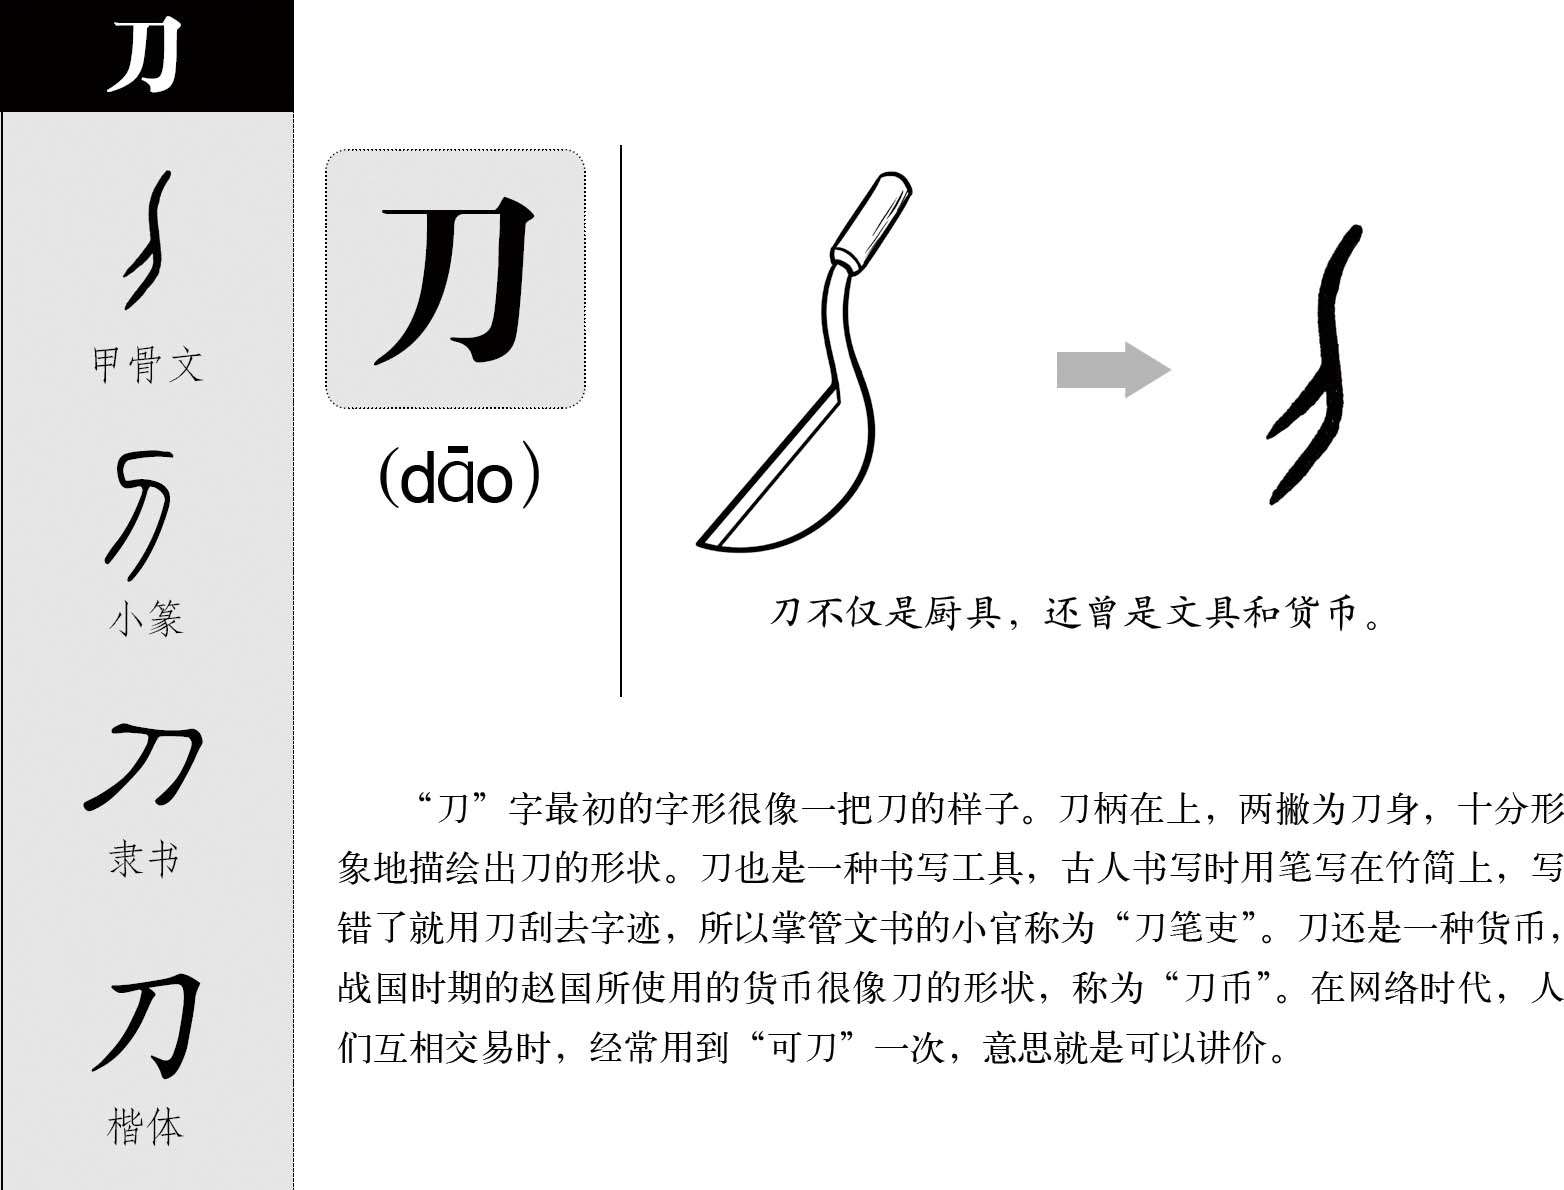 刀
甲骨文
小篆
刀
隶书
刀
楷体
刀
(dāo)
刀不仅是厨具，还曾是文具和货币。
“刀”字最初的字形很像一把刀的样子。刀柄在上，两撇为刀身，十分形
象地描绘出刀的形状。刀也是一种书写工具，古人书写时用笔写在竹简上，写
错了就用刀刮去字迹，所以掌管文书的小官称为“刀笔吏”。刀还是一种货币，
战国时期的赵国所使用的货币很像刀的形状，称为“刀币”。在网络时代，人
们互相交易时，经常用到“可刀”一次，意思就是可以讲价。